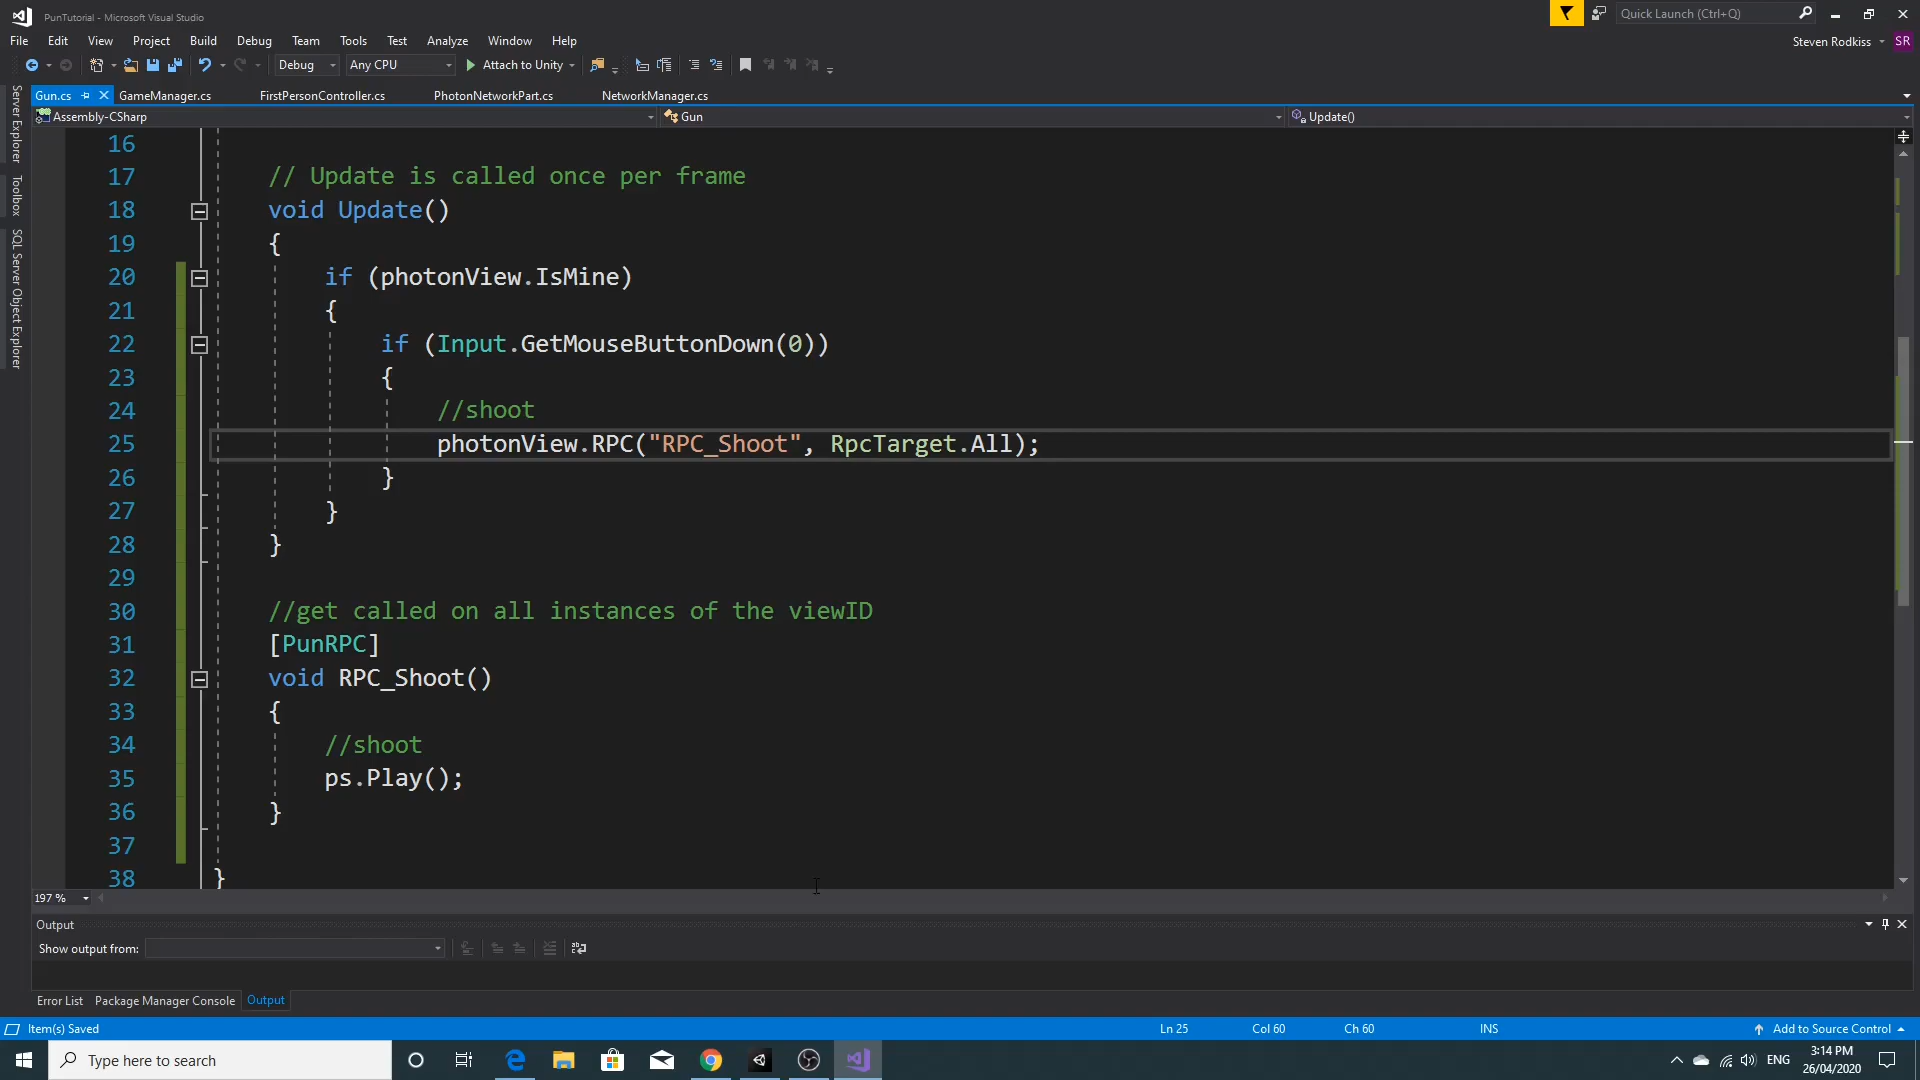 PunTutorial - Microsoft Visual Studio
Quick Launch (Ctrl+Q)
File Edit View Project Build Debug Team Tools Test Analyze Window Help
Steven Rodkiss SR
Debug Any CPU Attach to Unity
Gun.cs GameManager.cs FirstPersonController.cs PhotonNetworkPart.cs NetworkManager.cs
Assembly-CSharp Gun Update()
Server Explorer
Toolbox
SQL Server Object Explorer
16
17 // Update is called once per frame
18 void Update()
19 {
20 if (photonView.IsMine)
21 {
22 if (Input.GetMouseButtonDown(0))
23 {
24 //shoot
25 photonView.RPC("RPC_Shoot", RpcTarget.All);
26 }
27 }
28 }
29
30 //get called on all instances of the viewID
31 [PunRPC]
32 void RPC_Shoot()
33 {
34 //shoot
35 ps.Play();
36 }
37
38 }
197 %
Output
Show output from:
Error List Package Manager Console Output
Item(s) Saved Ln 25 Col 60 Ch 60 INS Add to Source Control
Type here to search
ENG
3:14 PM
26/04/2020